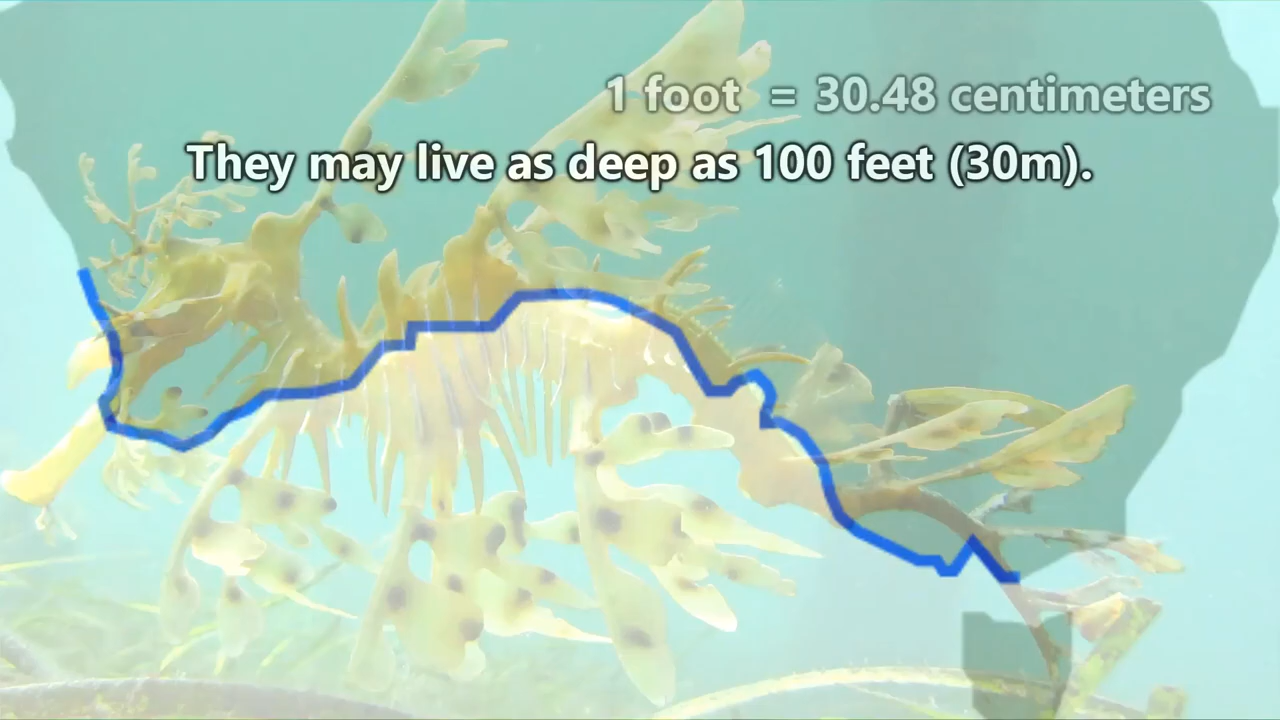 1 foot = 30.48 centimeters
They may live as deep as 100 feet (30m).